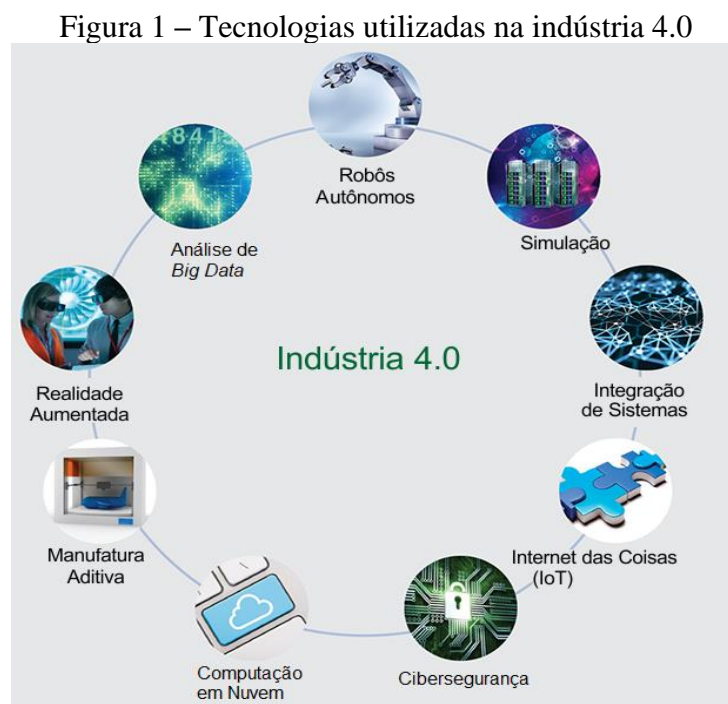 Figura 1 – Tecnologias utilizadas na indústria 4.0
Robôs
Autônomos
Simulação
Integração
de Sistemas
Internet das Coisas
(IoT)
Cibersegurança
Computação
em Nuvem
Manufatura
Aditiva
Realidade
Aumentada
Análise de
Big Data
Indústria 4.0